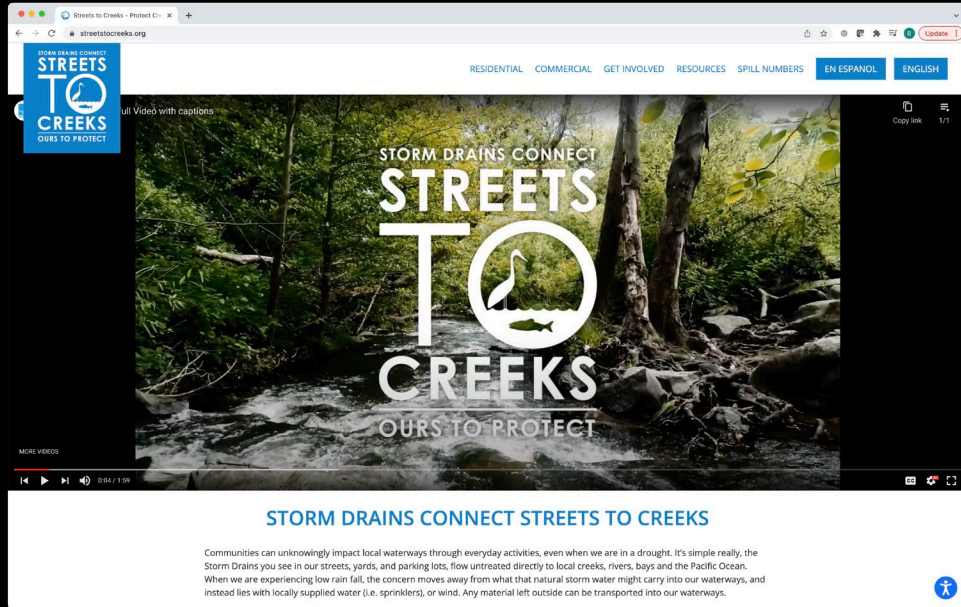 Streets to Creeks – Protect Cre
streetstocreeks.org
Update
STORM DRAINS CONNECT
STREETS
TO
CREEKS
OURS TO PROTECT
RESIDENTIAL COMMERCIAL GET INVOLVED RESOURCES SPILL NUMBERS EN ESPANOL ENGLISH
ull Video with captions
Copy link 1/1
STORM DRAINS CONNECT
STREETS
TO
CREEKS
OURS TO PROTECT
MORE VIDEOS
0:04 / 1:59
CC
STORM DRAINS CONNECT STREETS TO CREEKS
Communities can unknowingly impact local waterways through everyday activities, even when we are in a drought. It's simple really, the
Storm Drains you see in our streets, yards, and parking lots, flow untreated directly to local creeks, rivers, bays and the Pacific Ocean.
When we are experiencing low rain fall, the concern moves away from what that natural storm water might carry into our waterways, and
instead lies with locally supplied water (i.e. sprinklers), or wind. Any material left outside can be transported into our waterways.